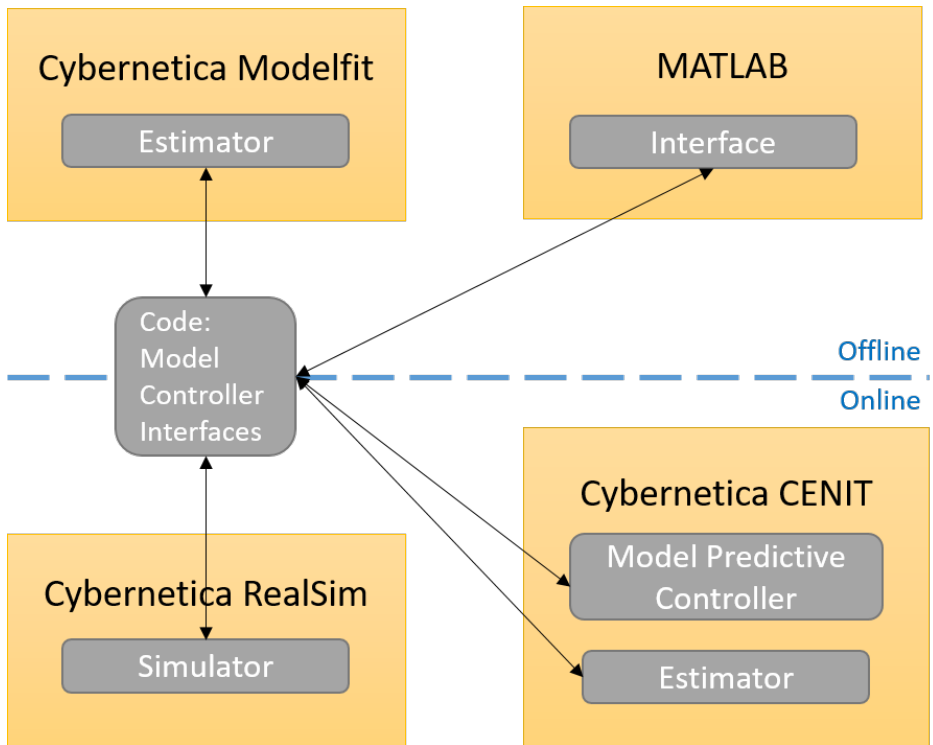 Cybernetica Modelfit
Estimator
MATLAB
Interface
Code:
Model
Controller
Interfaces
Offline
Online
Cybernetica RealSim
Simulator
Cybernetica CENIT
Model Predictive
Controller
Estimator